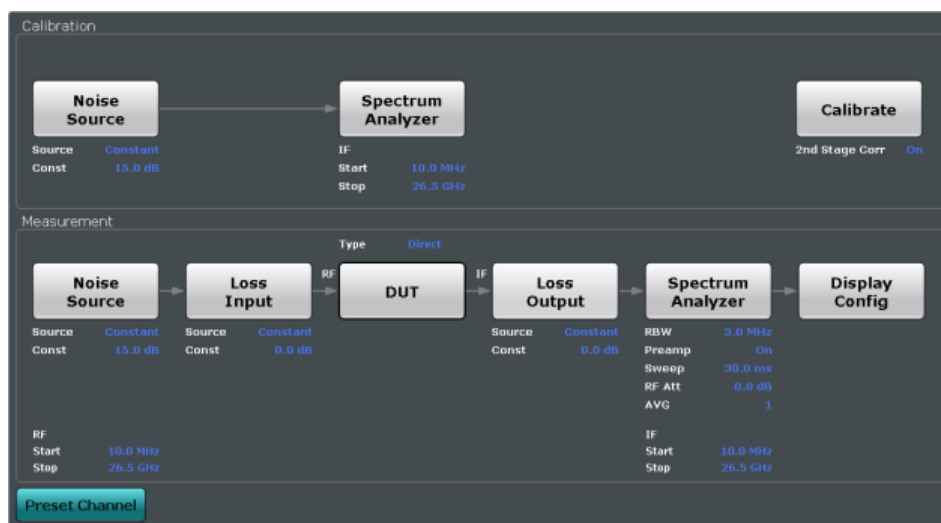 Calibration
Noise Source
Spectrum Analyzer
Calibrate
Source Constant
Const 15.0 dB
IF
Start 10.0 MHz
Stop 26.5 GHz
2nd Stage Corr On
Measurement
Type Direct
Noise Source
Loss Input
RF
DUT
IF
Loss Output
Spectrum Analyzer
Display Config
Source Constant
Const 15.0 dB
Source Constant
Const 0.0 dB
Source Constant
Const 0.0 dB
RBW 3.0 MHz
Preamp On
Sweep 30.0 ms
RF Att 0.0 dB
AVG 1
RF
Start 10.0 MHz
Stop 26.5 GHz
IF
Start 10.0 MHz
Stop 26.5 GHz
Preset Channel